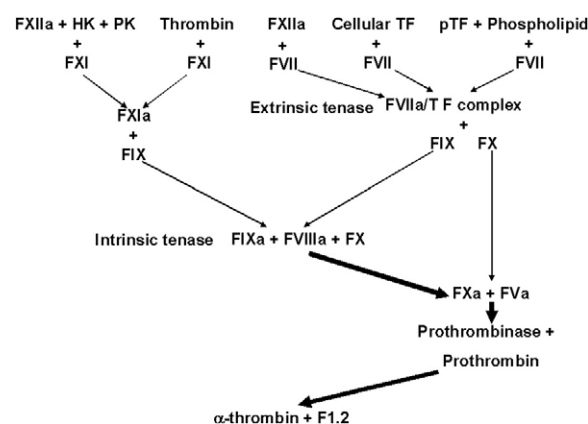 FXIIa + HK + PK Thrombin FXIIa Cellular TF pTF + Phospholipid
+ + + + +
FXI FXI FVII FVII FVII
Extrinsic tenase FVIIa/T F complex
FXIa
+
+
FIX
FIX FX
Intrinsic tenase FIXa + FVIIIa + FX
FXa + FVa
Prothrombinase +
Prothrombin
α-thrombin + F1.2